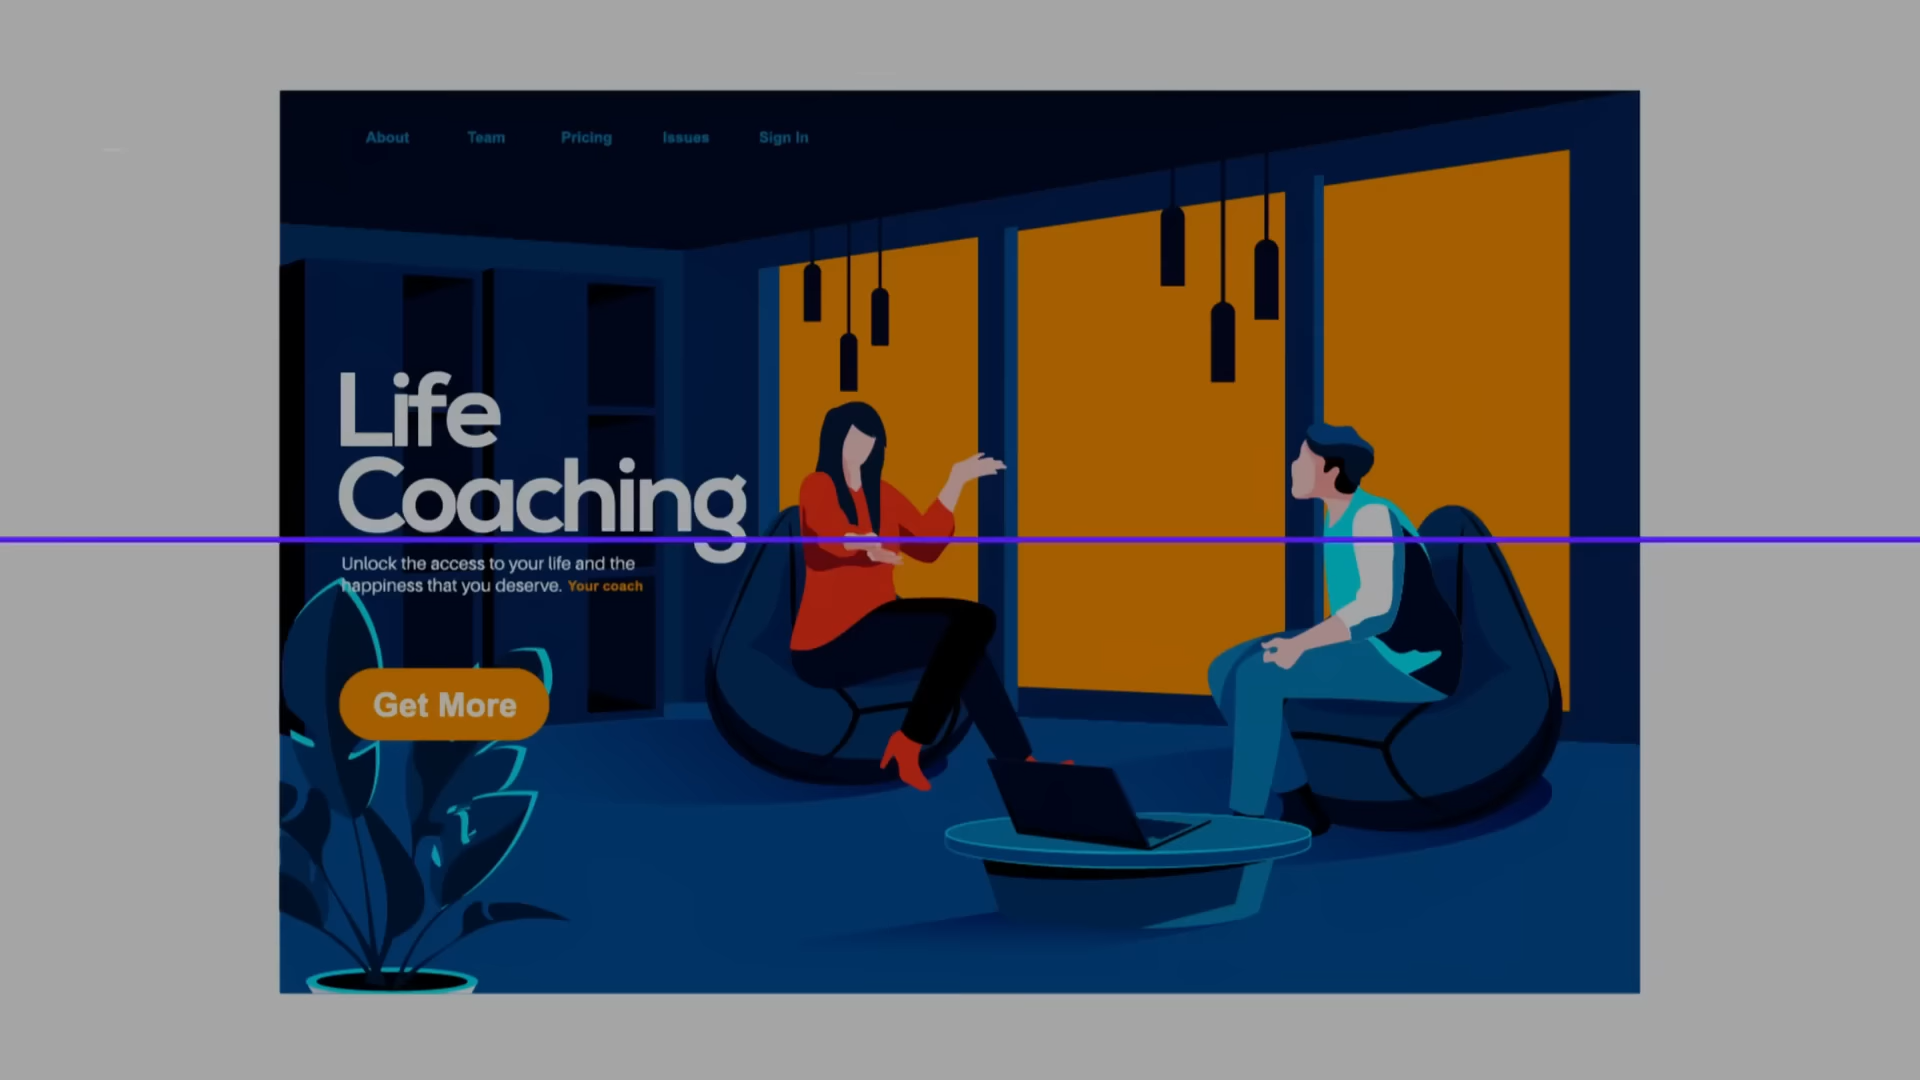 About Team Pricing Issues Sign In
Life
Coaching
Unlock the access to your life and the
happiness that you deserve. Your coach
Get More